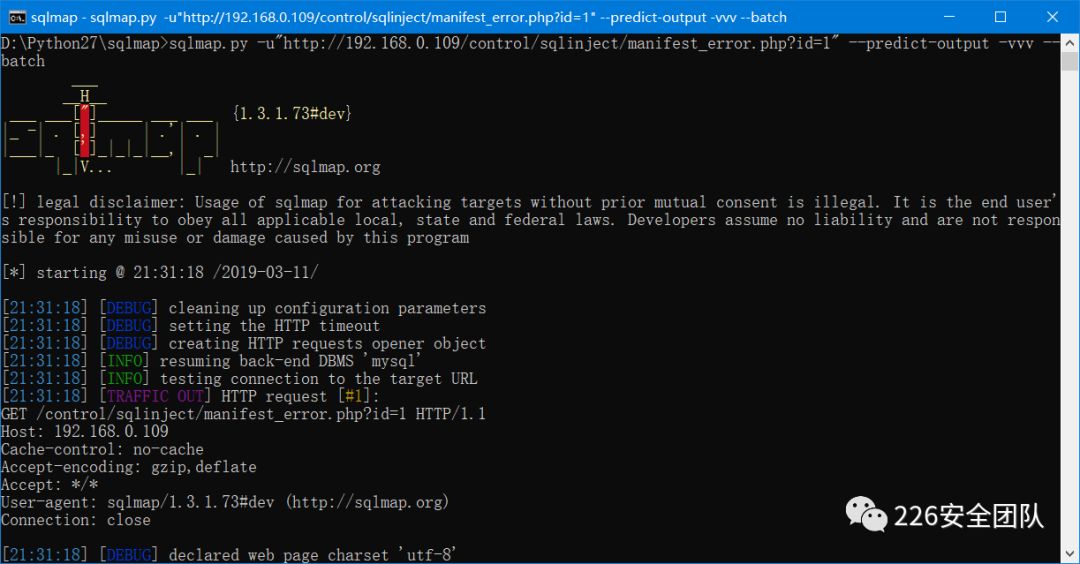 sqlmap - sqlmap.py -u"http://192.168.0.109/control/sqlinject/manifest_error.php?id=1" --predict-output -vvv --batch
D:\Python27\sqlmap>sqlmap.py -u"http://192.168.0.109/control/sqlinject/manifest_error.php?id=1" --predict-output -vvv --
batch
{1.3.1.73#dev}
http://sqlmap.org
[!] legal disclaimer: Usage of sqlmap for attacking targets without prior mutual consent is illegal. It is the end user'
s responsibility to obey all applicable local, state and federal laws. Developers assume no liability and are not respon
sible for any misuse or damage caused by this program
[*] starting @ 21:31:18 /2019-03-11/
[21:31:18] [DEBUG] cleaning up configuration parameters
[21:31:18] [DEBUG] setting the HTTP timeout
[21:31:18] [DEBUG] creating HTTP requests opener object
[21:31:18] [INFO] resuming back-end DBMS 'mysql'
[21:31:18] [INFO] testing connection to the target URL
[21:31:18] [TRAFFIC OUT] HTTP request [#1]:
GET /control/sqlinject/manifest_error.php?id=1 HTTP/1.1
Host: 192.168.0.109
Cache-control: no-cache
Accept-encoding: gzip,deflate
Accept: */*
User-agent: sqlmap/1.3.1.73#dev (http://sqlmap.org)
Connection: close
226安全团队
[21:31:18] [DEBUG] declared web page charset 'utf-8'